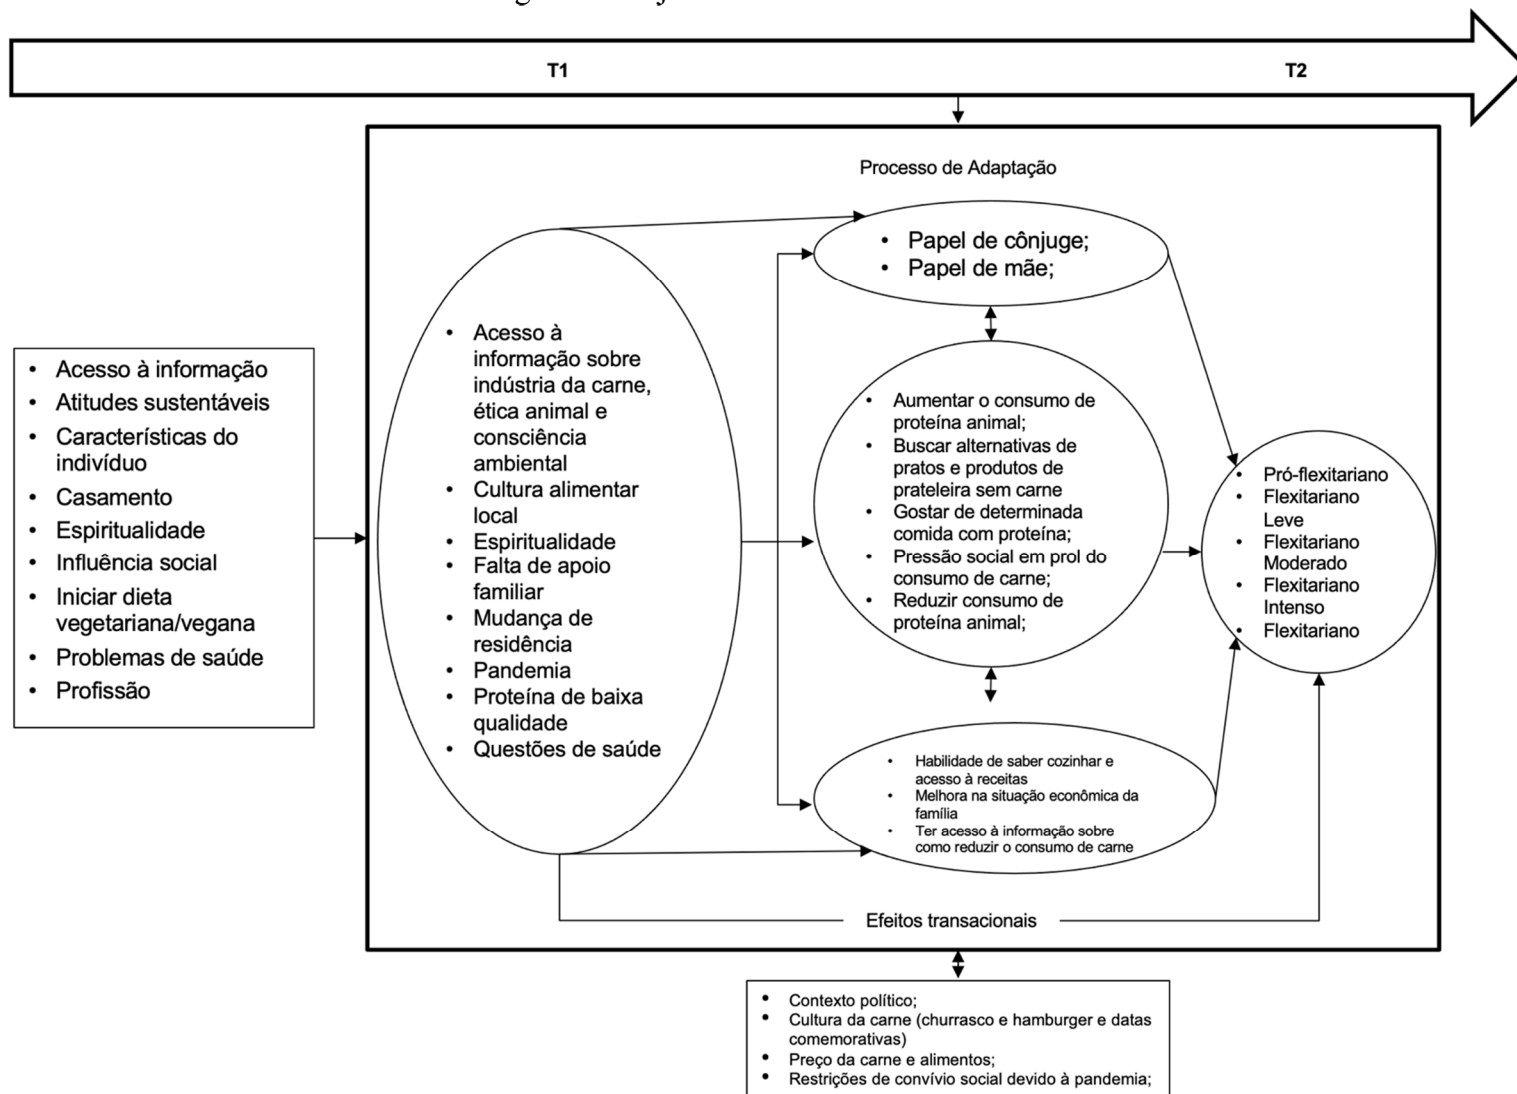 T1
T2
Processo de Adaptação
• Acesso à informação
• Atitudes sustentáveis
• Características do
indivíduo
• Casamento
• Espiritualidade
• Influência social
• Iniciar dieta
vegetariana/vegana
• Problemas de saúde
• Profissão
• Acesso à
informação sobre
indústria da carne,
ética animal e
consciência
ambiental
• Cultura alimentar
local
• Espiritualidade
• Falta de apoio
familiar
• Mudança de
residência
• Pandemia
• Proteína de baixa
qualidade
• Questões de saúde
• Papel de cônjuge;
• Papel de mãe;
• Aumentar o consumo de
proteína animal;
• Buscar alternativas de
pratos e produtos de
prateleira sem carne
• Gostar de determinada
comida com proteína;
• Pressão social em prol do
consumo de carne;
• Reduzir consumo de
proteína animal;
• Habilidade de saber cozinhar e
acesso à receitas
• Melhora na situação econômica da
família
• Ter acesso à informação sobre
como reduzir o consumo de carne
• Pró-flexitariano
• Flexitariano
Leve
• Flexitariano
Moderado
• Flexitariano
Intenso
• Flexitariano
Efeitos transacionais
• Contexto político;
• Cultura da carne (churrasco e hamburger e datas
comemorativas)
• Preço da carne e alimentos;
• Restrições de convívio social devido à pandemia;